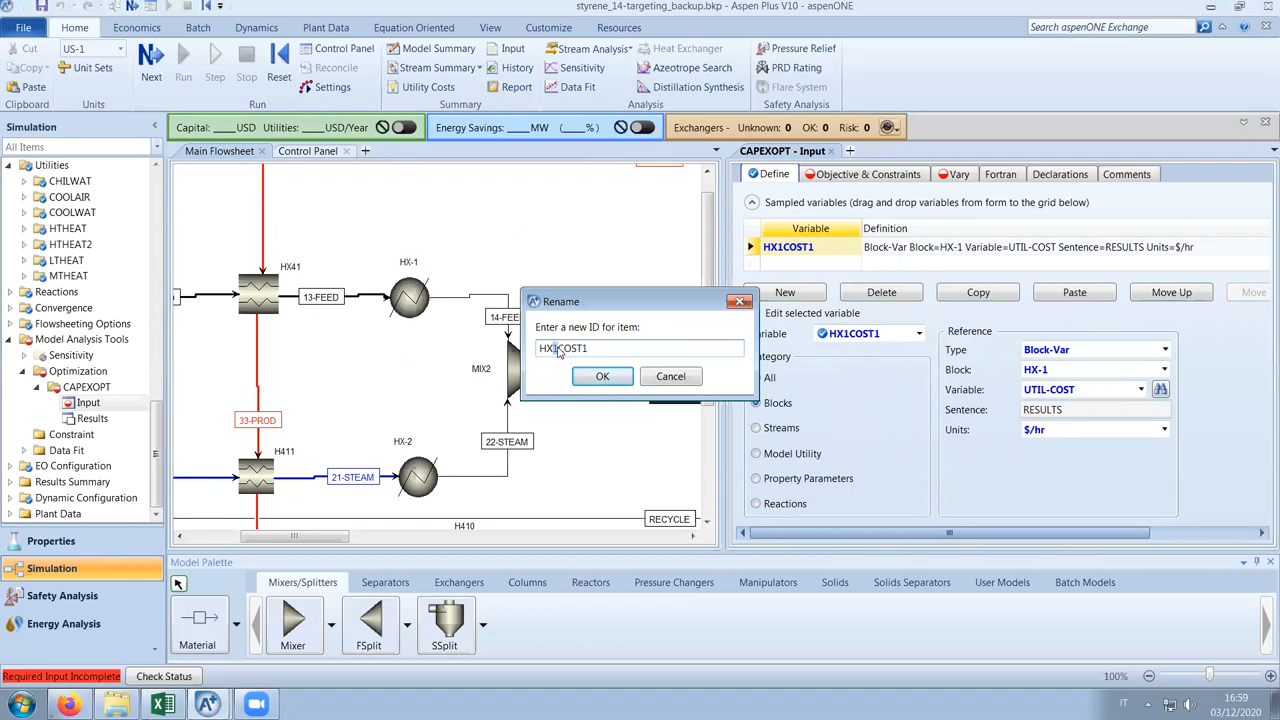 styrene_14-targeting_backup.bkp - Aspen Plus V10 - aspenONE
File Home Economics Batch Dynamics Plant Data Equation Oriented View Customize Resources Search aspenONE Exchange
Cut US-1 Next Run Step Stop Reset Control Panel Model Summary Input Stream Analysis Heat Exchanger Pressure Relief
Copy Unit Sets Reconcile Stream Summary History Sensitivity Azeotrope Search PRD Rating
Paste Settings Utility Costs Report Data Fit Distillation Synthesis Flare System
Clipboard Units Run Summary Analysis Safety Analysis
Simulation
All Items
Capital: ____USD Utilities: ____USD/Year Energy Savings: ____MW (____%) Exchangers - Unknown: 0 OK: 0 Risk: 0
Main Flowsheet Control Panel
CAPEXOPT - Input
Utilities
CHILWAT
COOLAIR
COOLWAT
HTHEAT
HTHEAT2
LTHEAT
MTHEAT
Reactions
Convergence
Flowsheeting Options
Model Analysis Tools
Sensitivity
Optimization
CAPEXOPT
Input
Results
Constraint
Data Fit
EO Configuration
Results Summary
Dynamic Configuration
Plant Data
Properties
Simulation
Safety Analysis
Energy Analysis
HX41
HX-1
13-FEED
14-FEE
MIX2
33-PROD
HX-2
22-STEAM
H411
21-STEAM
H410
RECYCLE
Rename
Enter a new ID for item:
HX1COST1
OK Cancel
Define Objective & Constraints Vary Fortran Declarations Comments
Sampled variables (drag and drop variables from form to the grid below)
Variable Definition
HX1COST1 Block-Var Block=HX-1 Variable=UTIL-COST Sentence=RESULTS Units=$/hr
New Delete Copy Paste Move Up Move
Edit selected variable
ariable HX1COST1
ategory
All
Blocks
Streams
Model Utility
Property Parameters
Reactions
Reference
Type Block-Var
Block: HX-1
Variable: UTIL-COST
Sentence: RESULTS
Units: $/hr
Model Palette
Mixers/Splitters Separators Exchangers Columns Reactors Pressure Changers Manipulators Solids Solids Separators User Models Batch Models
Material Mixer FSplit SSplit
Required Input Incomplete Check Status
100%
IT
16:59
03/12/2020